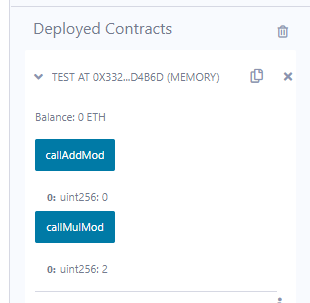 Deployed Contracts
TEST AT 0X332...D4B6D (MEMORY)
Balance: 0 ETH
callAddMod
0: uint256: 0
callMulMod
0: uint256: 2